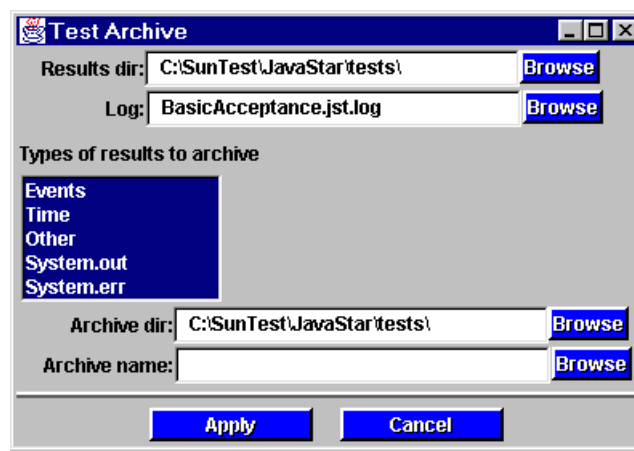 Test Archive
Results dir: C:\SunTest\JavaStar\tests\ Browse
Log: BasicAcceptance.jst.log Browse
Types of results to archive
Events
Time
Other
System.out
System.err
Archive dir: C:\SunTest\JavaStar\tests\ Browse
Archive name: Browse
Apply Cancel